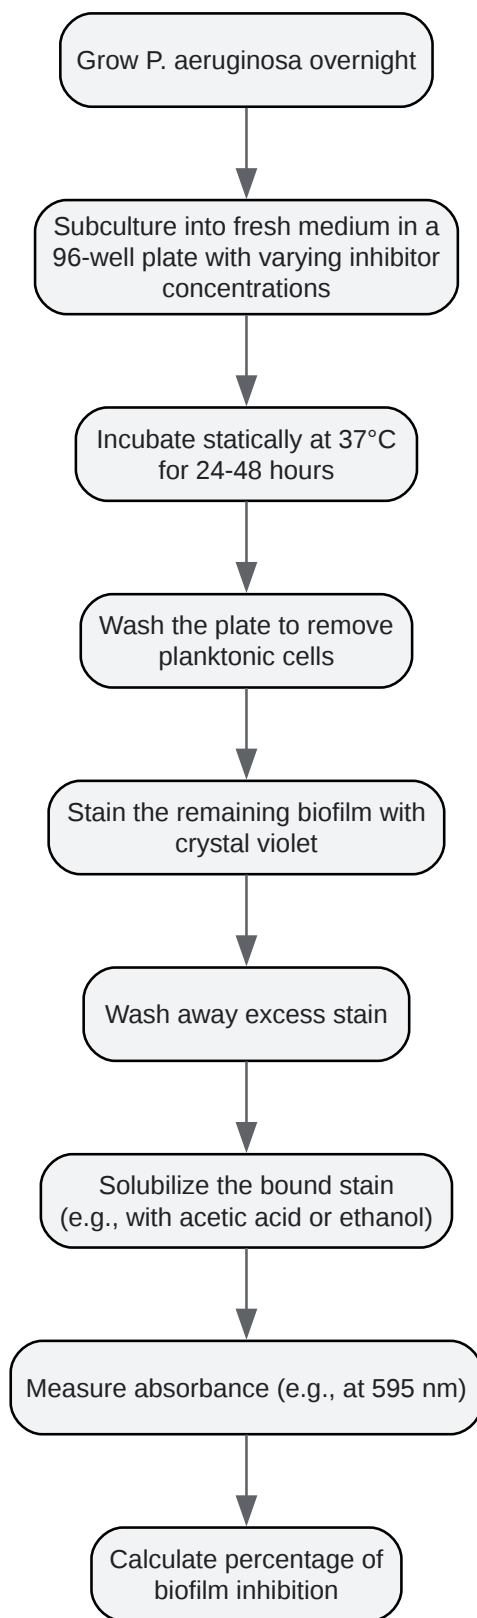 Grow P. aeruginosa overnight
Subculture into fresh medium in a
96-well plate with varying inhibitor
concentrations
Incubate statically at 37°C
for 24-48 hours
Wash the plate to remove
planktonic cells
Stain the remaining biofilm with
crystal violet
Wash away excess stain
Solubilize the bound stain
(e.g., with acetic acid or ethanol)
Measure absorbance (e.g., at 595 nm)
Calculate percentage of
biofilm inhibition